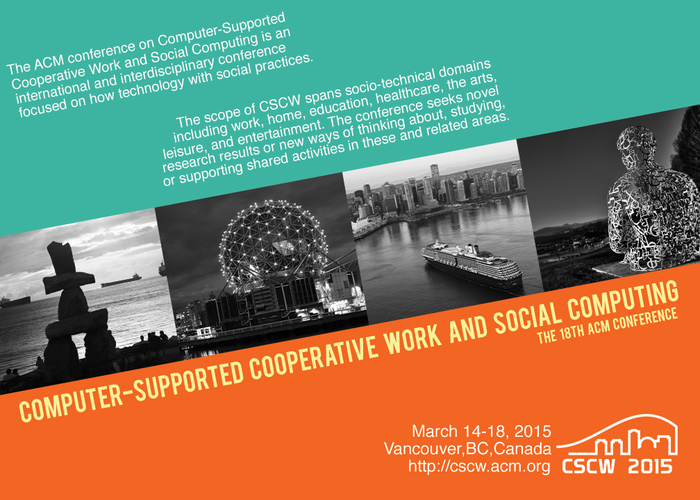 The ACM conference on Computer-Supported
Cooperative Work and Social Computing is an
international and interdisciplinary conference
focused on how technology with social practices.
The scope of CSCW spans socio-technical domains
including work, home, education, healthcare, the arts,
leisure, and entertainment. The conference seeks novel
research results or new ways of thinking about, studying,
or supporting shared activities in these and related areas.
COMPUTER-SUPPORTED COOPERATIVE WORK AND SOCIAL COMPUTING
THE 18TH ACM CONFERENCE
March 14-18, 2015
Vancouver,BC,Canada
http://cscw.acm.org
CSCW 2015